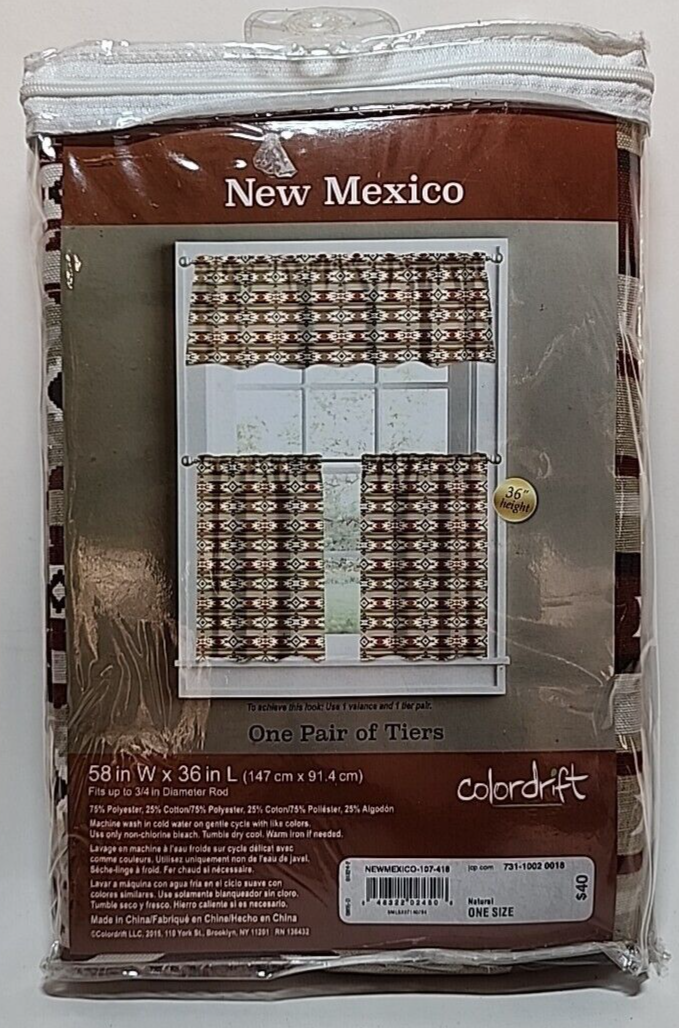 New Mexico
36"
height
To achieve this look: Use 1 valance and 1 tier pair.
One Pair of Tiers
58 in W x 36 in L (147 cm x 91.4 cm)
Fits up to 3/4 in Diameter Rod
colordrift
75% Polyester, 25% Cotton/75% Polyester, 25% Coton/75% Poliéster, 25% Algodón
Machine wash in cold water on gentle cycle with like colors.
Use only non-chlorine bleach. Tumble dry cool. Warm iron if needed.
Lavage en machine à l'eau froide sur cycle délicat avec
comme couleurs. Utilisez uniquement non de l'eau de javel.
Sèche-linge à froid. Fer chaud si nécessaire.
Lavar a máquina con agua fria en el ciclo suave con
colores similares. Use solamente blanqueador sin cloro.
Tumble seco y fresco. Hierro caliente si es necesario.
Made in China/Fabriqué en Chine/Hecho en China
©Colordrift LLC, 2015, 110 York St., Brooklyn, NY 11201 RN 136432
NEWMEXICO-107-416
jcp.com 731-1002 0018
Natural
ONE SIZE
$40